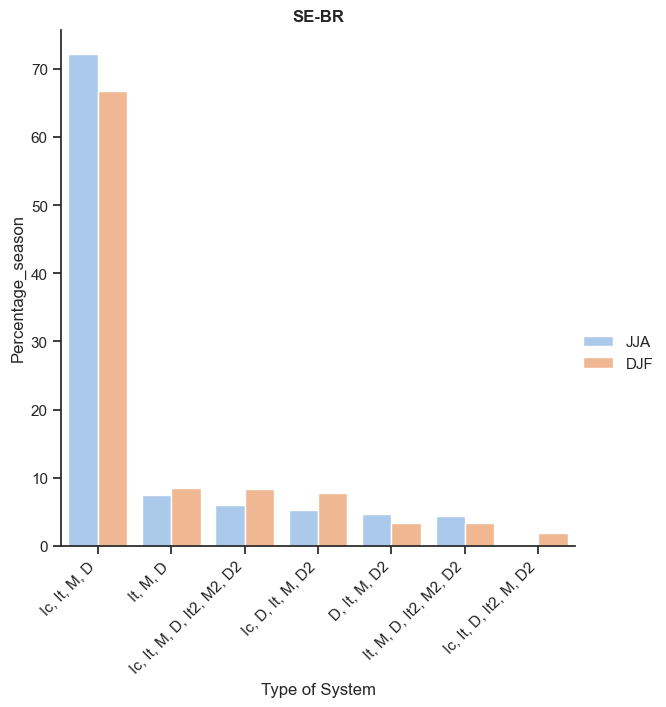 SE-BR
Percentage_season
70
60
50
40
30
20
10
0
Ic, It, M, D
It, M, D
Ic, It, M, D, It2, M2, D2
Ic, D, It, M, D2
D, It, M, D2
It, M, D, It2, M2, D2
Ic, It, D, It2, M, D2
Type of System
JJA
DJF